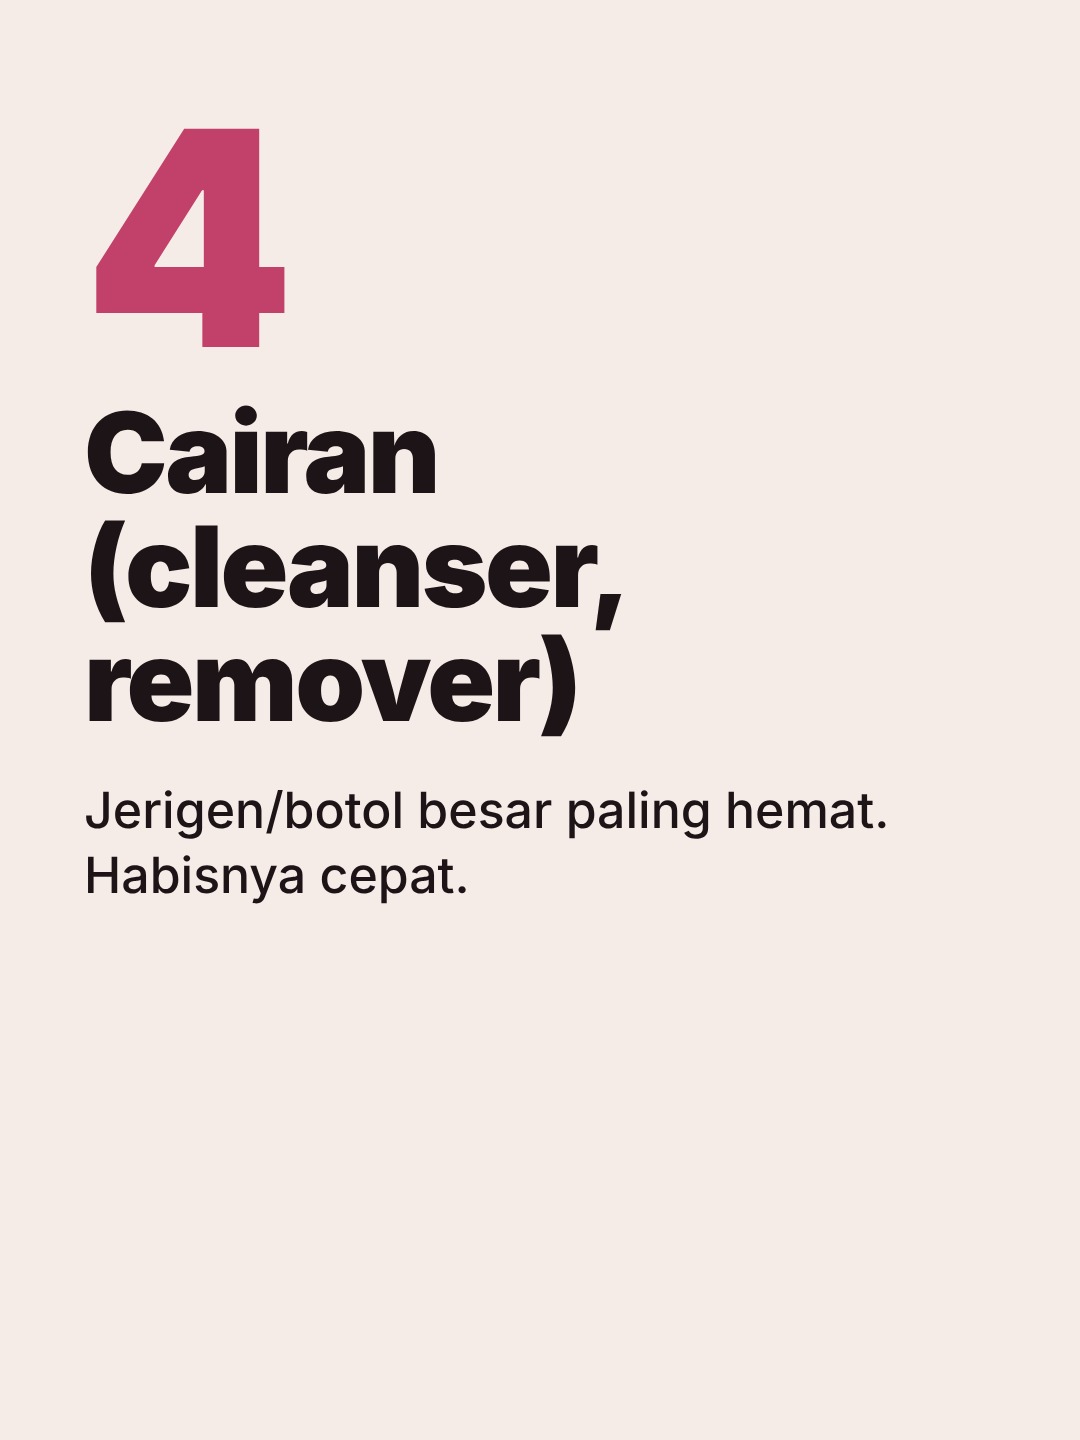 4
Cairan
(cleanser,
remover)
Jerigen/botol besar paling hemat.
Habisnya cepat.